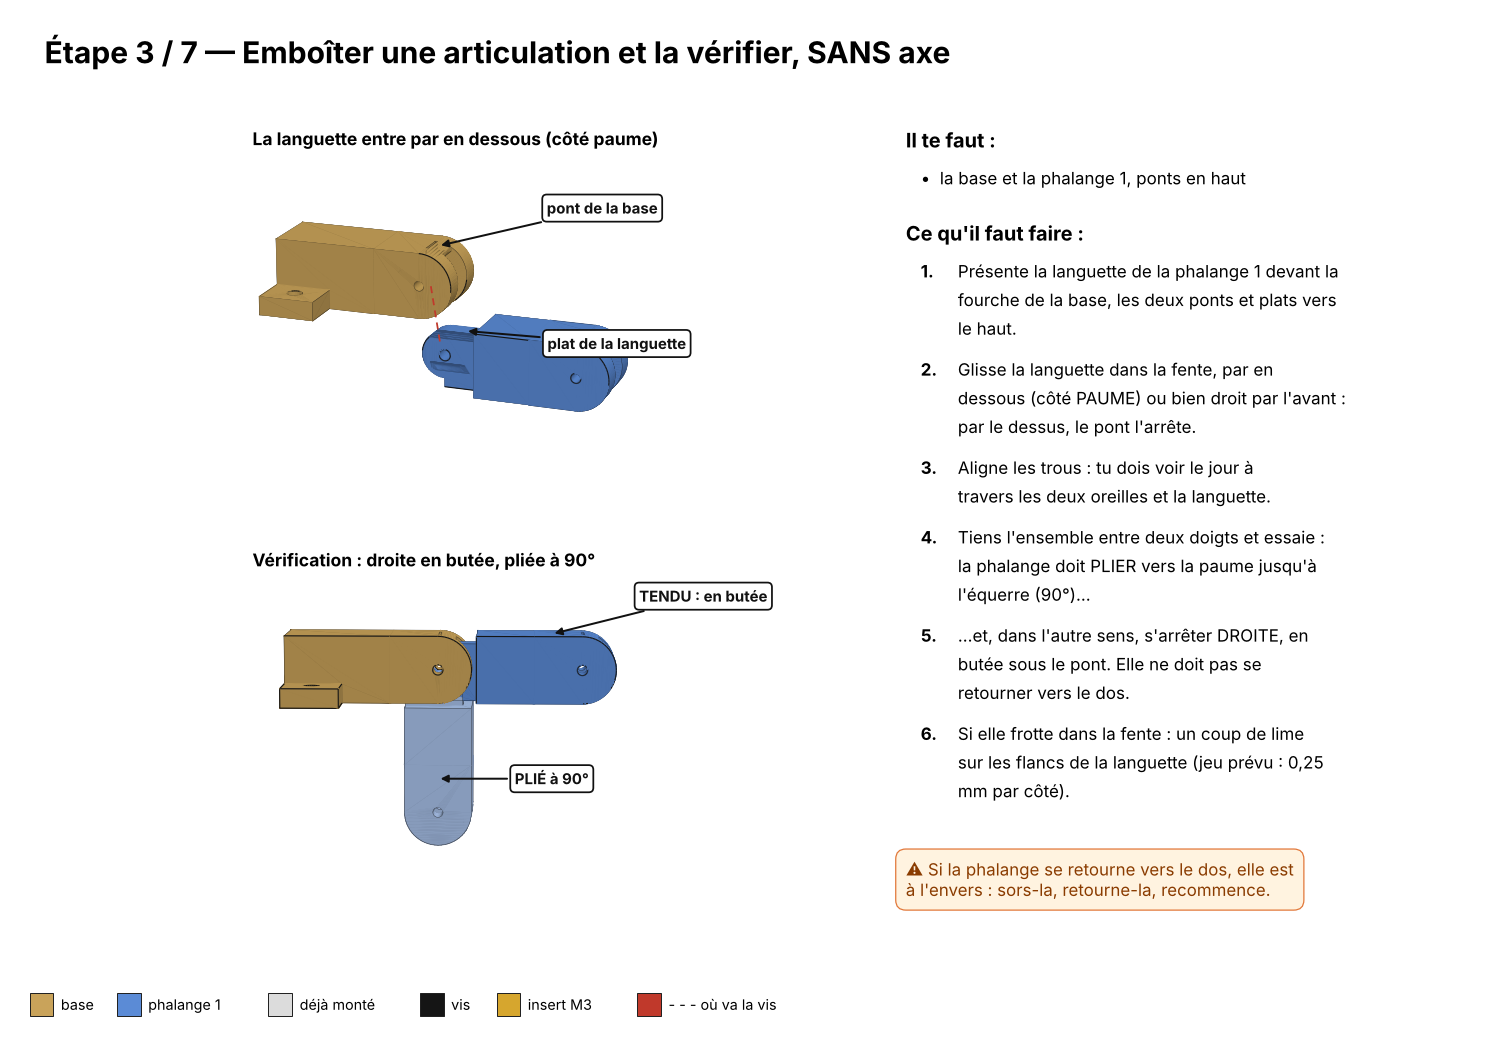 Étape 3 / 7 — Emboîter une articulation et la vérifier, SANS axe
La languette entre par en dessous (côté paume)
pont de la base
plat de la languette
Vérification : droite en butée, pliée à 90°
TENDU : en butée
PLIÉ à 90°
Il te faut :
• la base et la phalange 1, ponts en haut
Ce qu'il faut faire :
1. Présente la languette de la phalange 1 devant la
fourche de la base, les deux ponts et plats vers
le haut.
2. Glisse la languette dans la fente, par en
dessous (côté PAUME) ou bien droit par l'avant :
par le dessus, le pont l'arrête.
3. Aligne les trous : tu dois voir le jour à
travers les deux oreilles et la languette.
4. Tiens l'ensemble entre deux doigts et essaie :
la phalange doit PLIER vers la paume jusqu'à
l'équerre (90°)...
5. ...et, dans l'autre sens, s'arrêter DROITE, en
butée sous le pont. Elle ne doit pas se
retourner vers le dos.
6. Si elle frotte dans la fente : un coup de lime
sur les flancs de la languette (jeu prévu : 0,25
mm par côté).
⚠ Si la phalange se retourne vers le dos, elle est
à l'envers : sors-la, retourne-la, recommence.
base
phalange 1
déjà monté
vis
insert M3
- - - où va la vis